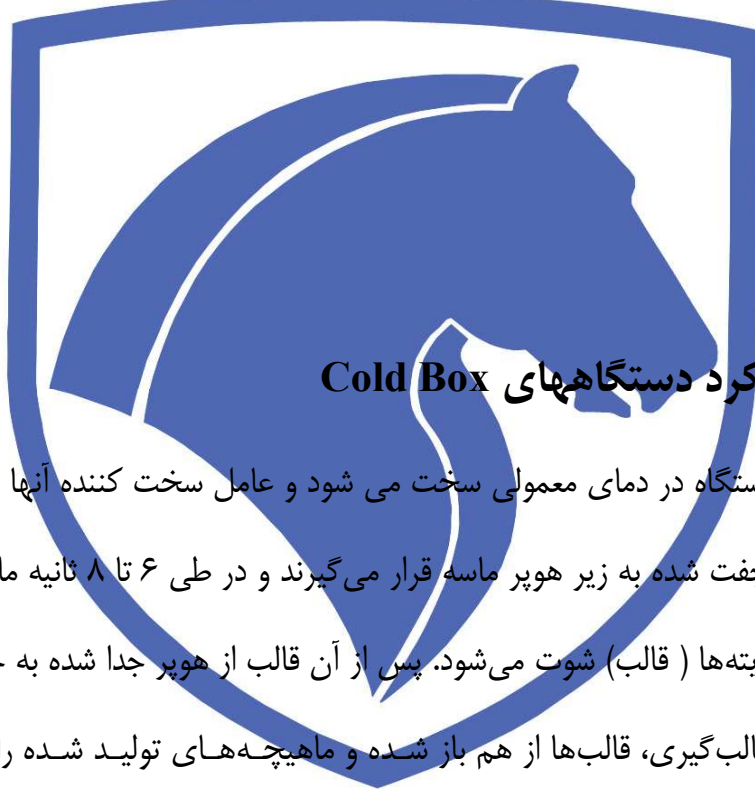 کرد دستگاههای Cold Box
ستگاه در دمای معمولی سخت می شود و عامل سخت کننده آنها
جفت شده به زیر هوپر ماسه قرار می‌گیرند و در طی ۶ تا ۸ ثانیه ما
بته‌ها ( قالب) شوت می‌شود. پس از آن قالب از هوپر جدا شده به
الب‌گیری، قالب‌ها از هم باز شـده و ماهیچـه‌هـای تولیـد شـده را